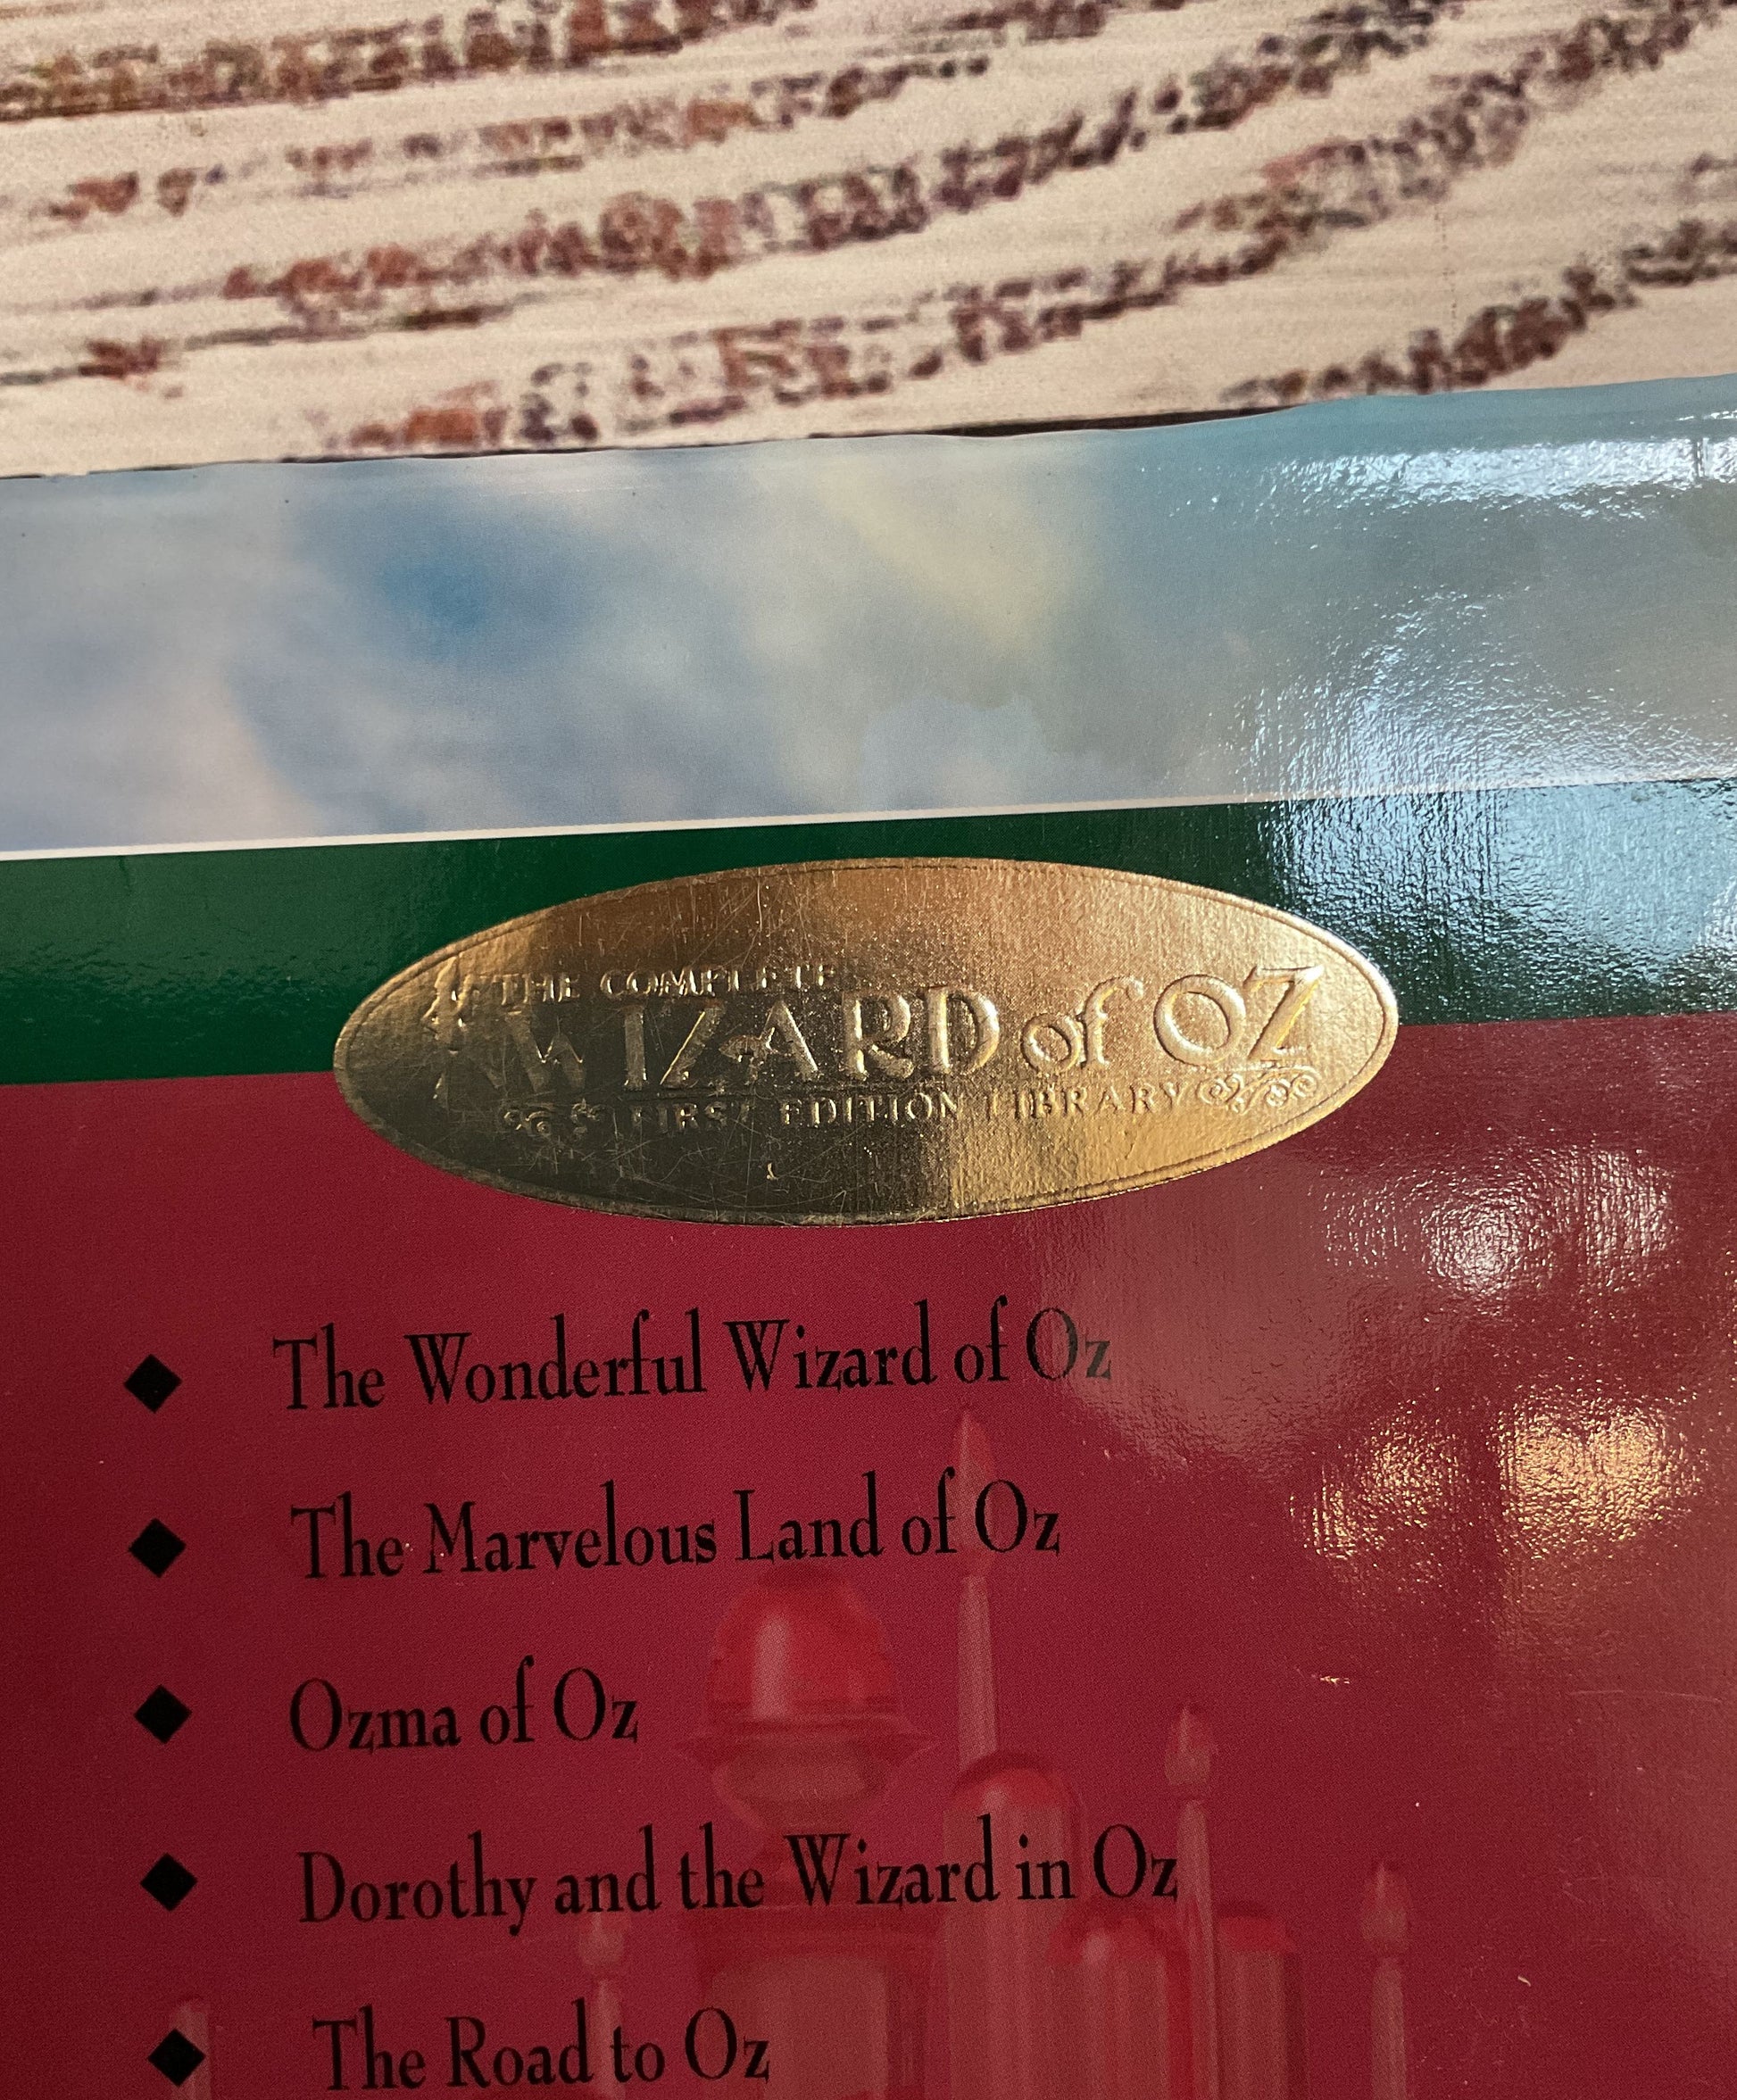 THE COMPLETE
WIZARD of OZ
FIRST EDITION LIBRARY
◆ The Wonderful Wizard of Oz
◆ The Marvelous Land of Oz
◆ Ozma of Oz
◆ Dorothy and the Wizard in Oz
◆ The Road to Oz